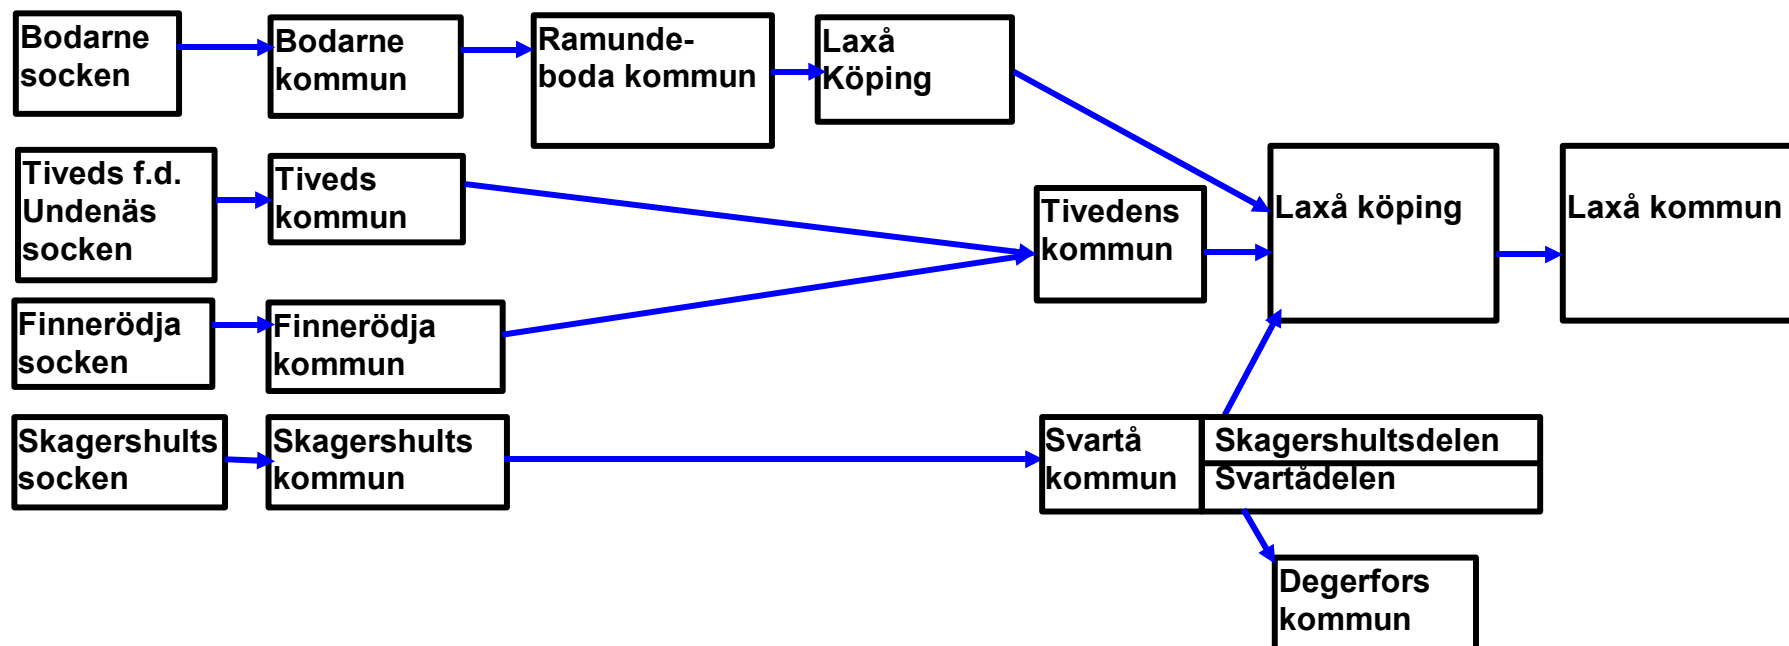 Bodarne
socken
Bodarne
kommun
Ramunde-
boda kommun
Laxå
Köping
Tiveds f.d.
Undenäs
socken
Tiveds
kommun
Tivedens
kommun
Laxå köping
Laxå kommun
Finnerödja
socken
Finnerödja
kommun
Skagershults
socken
Skagershults
kommun
Svartå
kommun
Skagershultsdelen
Svartådelen
Degerfors
kommun